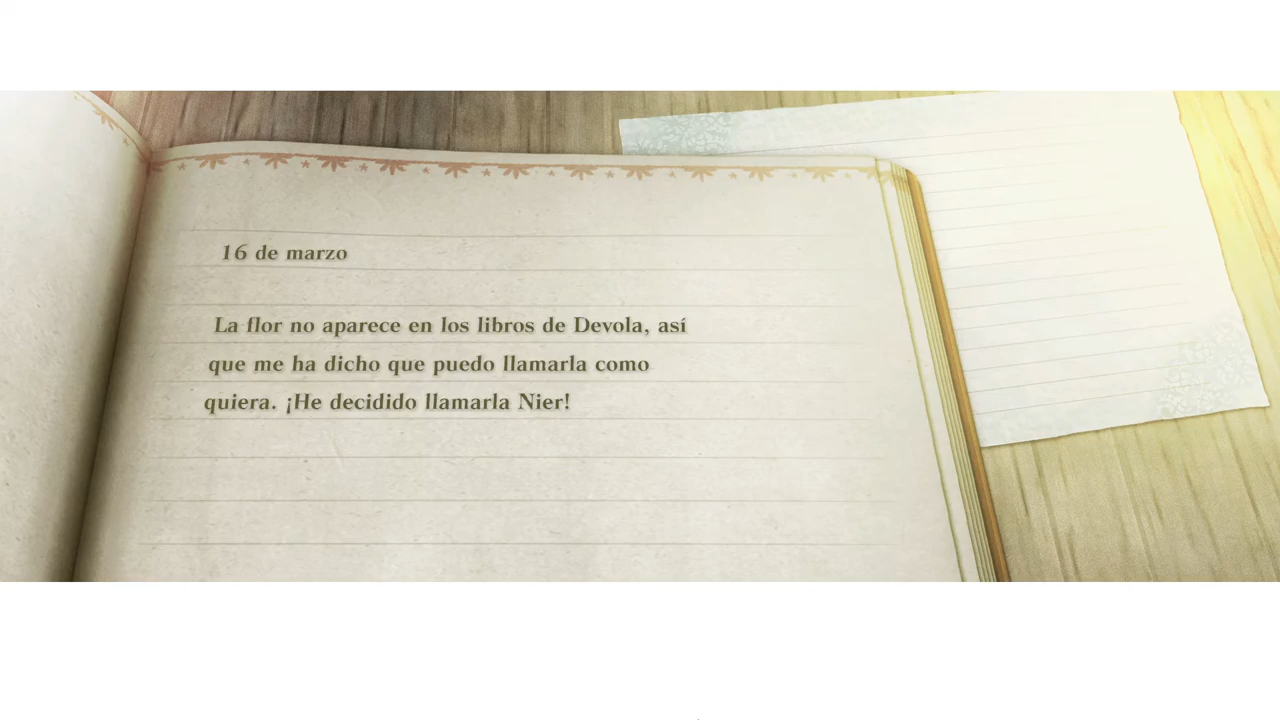 16 de marzo
La flor no aparece en los libros de Devola, así
que me ha dicho que puedo llamarla como
quiera. ¡He decidido llamarla Nier!